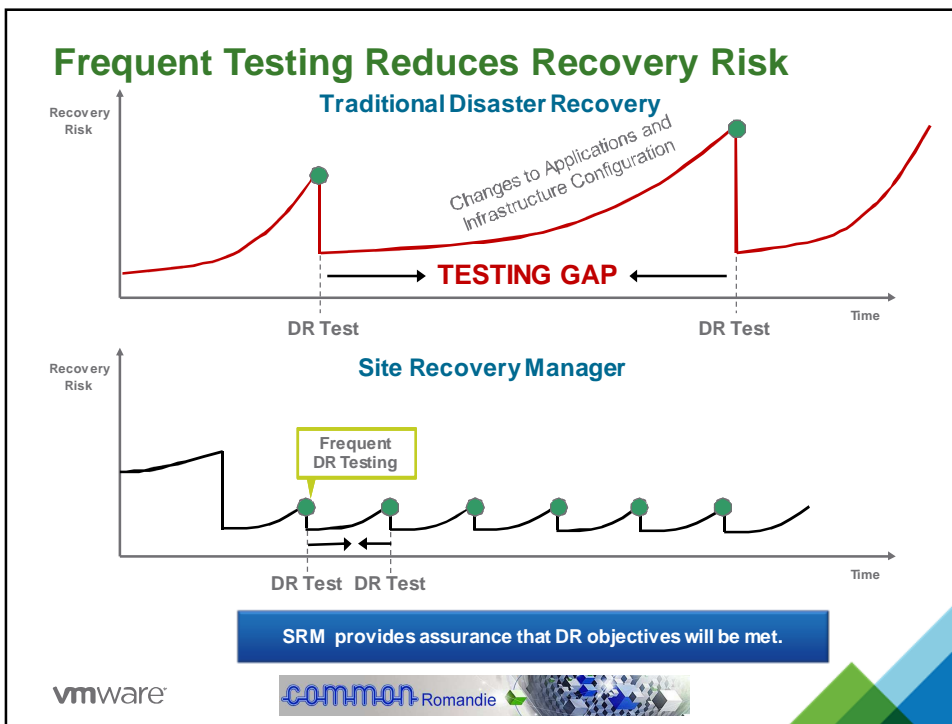 Frequent Testing Reduces Recovery Risk
Traditional Disaster Recovery
Recovery
Risk
Changes to Applications and
Infrastructure Configuration
TESTING GAP
DR Test
DR Test
Time
Recovery
Risk
Site Recovery Manager
Frequent
DR Testing
DR Test
DR Test
Time
SRM provides assurance that DR objectives will be met.
vmware
common Romandie